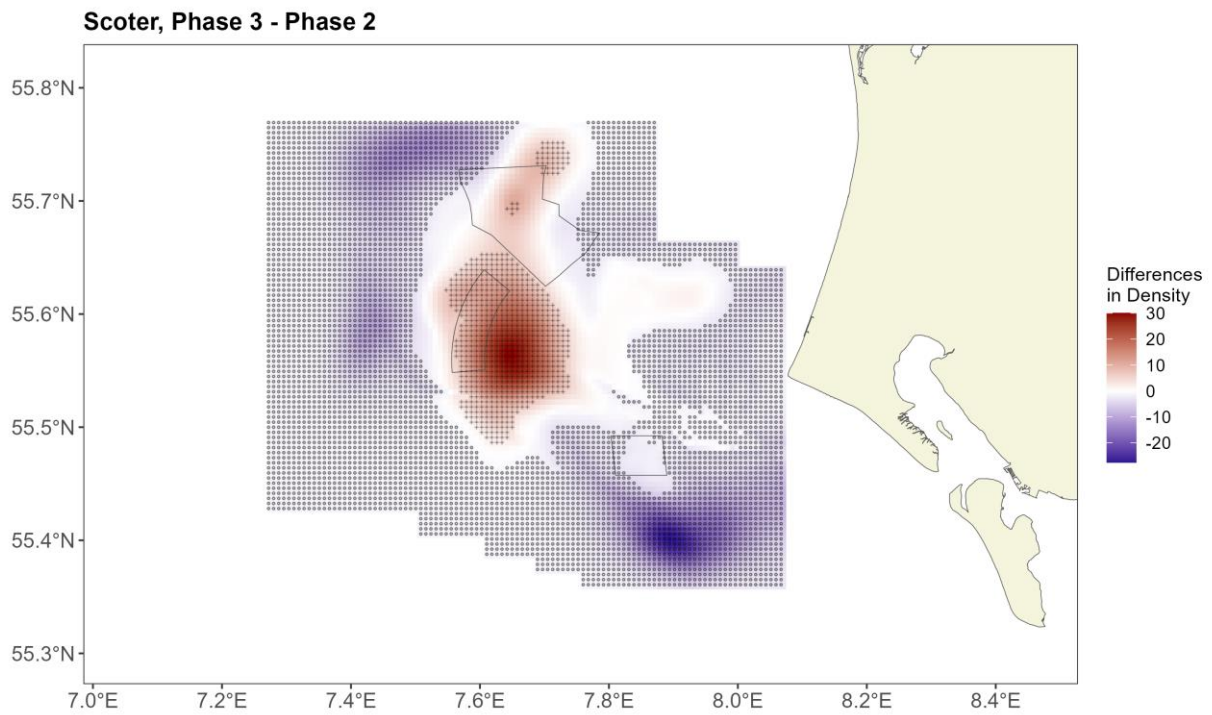 Scoter, Phase 3 - Phase 2
55.8°N
55.7°N
55.6°N
55.5°N
55.4°N
55.3°N
7.0°E 7.2°E 7.4°E 7.6°E 7.8°E 8.0°E 8.2°E 8.4°E
Differences
in Density
30
20
10
0
-10
-20